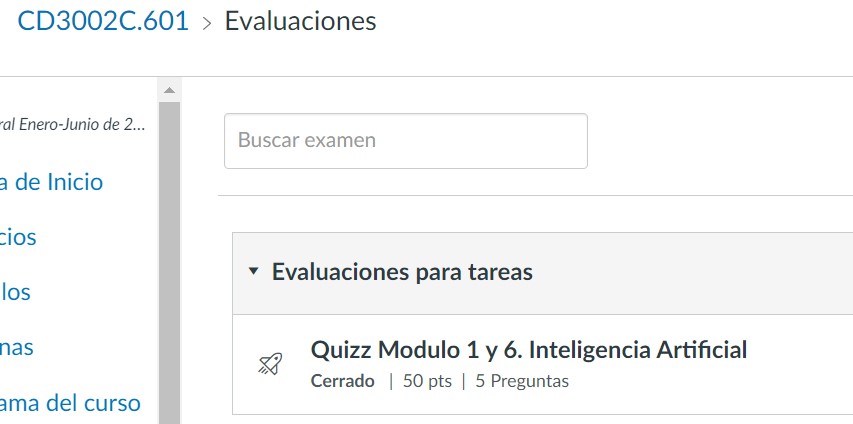 CD3002C.601 > Evaluaciones
ral Enero-Junio de 2...
Buscar examen
a de Inicio
cios
los
nas
ama del curso
Evaluaciones para tareas
Quizz Modulo 1 y 6. Inteligencia Artificial
Cerrado | 50 pts | 5 Preguntas